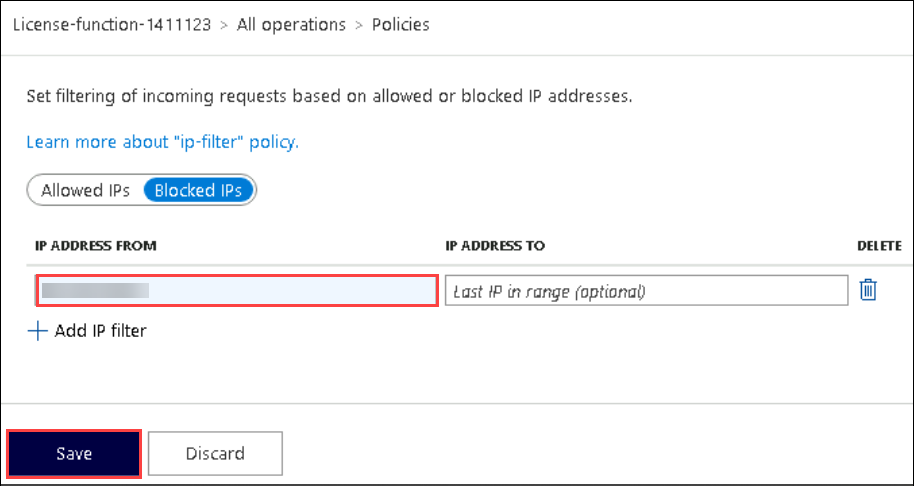 License-function-1411123 > All operations > Policies
Set filtering of incoming requests based on allowed or blocked IP addresses.
Learn more about "ip-filter" policy.
Allowed IPs Blocked IPs
IP ADDRESS FROM IP ADDRESS TO DELETE
Last IP in range (optional)
+ Add IP filter
Save Discard